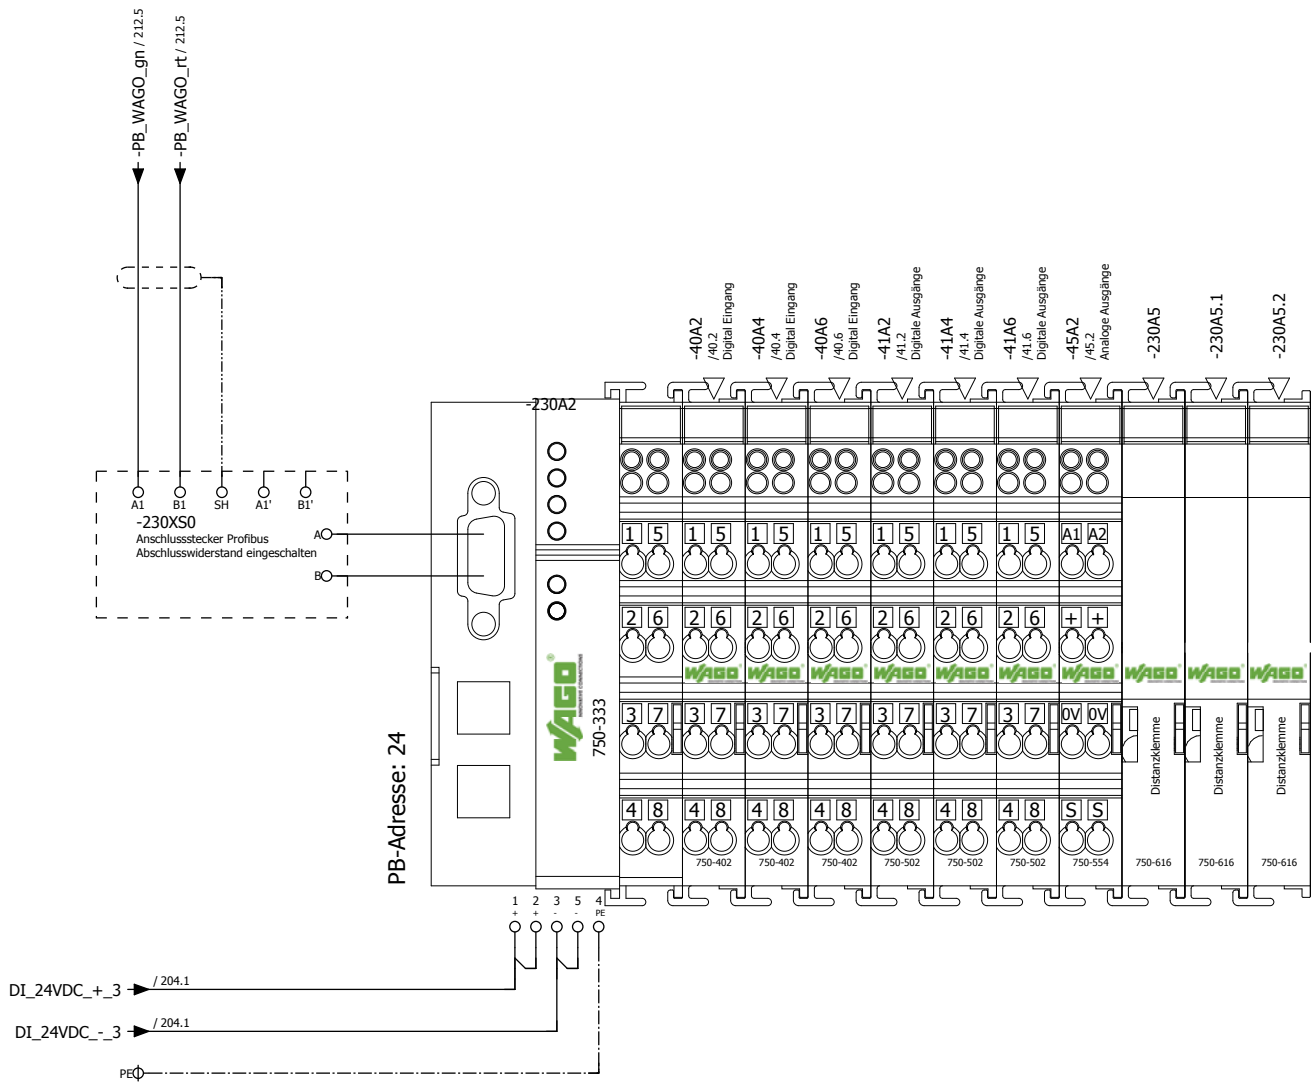 -PB_WAGO_gn / 212.5
-PB_WAGO_rt / 212.5
-40A2
/40.2
Digital Eingang
-40A4
/40.4
Digital Eingang
-40A6
/40.6
Digital Eingang
-41A2
/41.2
Digitale Ausgänge
-41A4
/41.4
Digitale Ausgänge
-41A6
/41.6
Digitale Ausgänge
-45A2
/45.2
Analoge Ausgänge
-230A5
-230A5.1
-230A5.2
-230A2
A1 B1 SH A1' B1'
-230XS0
Anschlussstecker Profibus
Abschlusswiderstand eingeschalten
A
B
1 5 1 5 1 5 1 5 1 5 1 5 1 5 A1 A2
2 6 2 6 2 6 2 6 2 6 2 6 2 6 + +
WAGO WAGO WAGO WAGO WAGO WAGO WAGO WAGO WAGO WAGO
WAGO
INNOVATIVE CONNECTIONS
750-333
3 7 3 7 3 7 3 7 3 7 3 7 3 7 0V 0V
Distanzklemme
Distanzklemme
Distanzklemme
PB-Adresse: 24
4 8 4 8 4 8 4 8 4 8 4 8 4 8 S S
750-402 750-402 750-402 750-502 750-502 750-502 750-554 750-616 750-616 750-616
1 2 3 5 4
+ + - - PE
DI_24VDC_+_3 / 204.1
DI_24VDC_-_3 / 204.1
PE